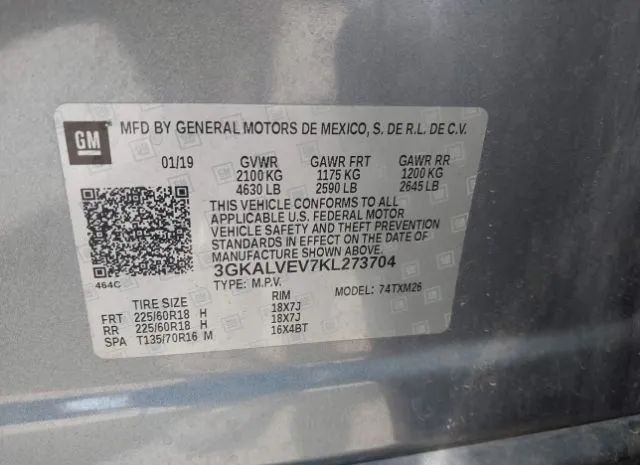 GM
MFD BY GENERAL MOTORS DE MEXICO, S. DE R.L. DE C.V.
01/19 GVWR GAWR FRT GAWR RR
2100 KG 1175 KG 1200 KG
4630 LB 2590 LB 2645 LB
THIS VEHICLE CONFORMS TO ALL
APPLICABLE U.S. FEDERAL MOTOR
VEHICLE SAFETY AND THEFT PREVENTION
STANDARDS IN EFFECT ON THE DATE OF
MANUFACTURE SHOWN ABOVE.
3GKALVEV7KL273704
464C
TYPE: M.P.V. MODEL: 74TXM26
TIRE SIZE RIM
FRT 225/60R18 H 18X7J
RR 225/60R18 H 18X7J
SPA T135/70R16 M 16X4BT